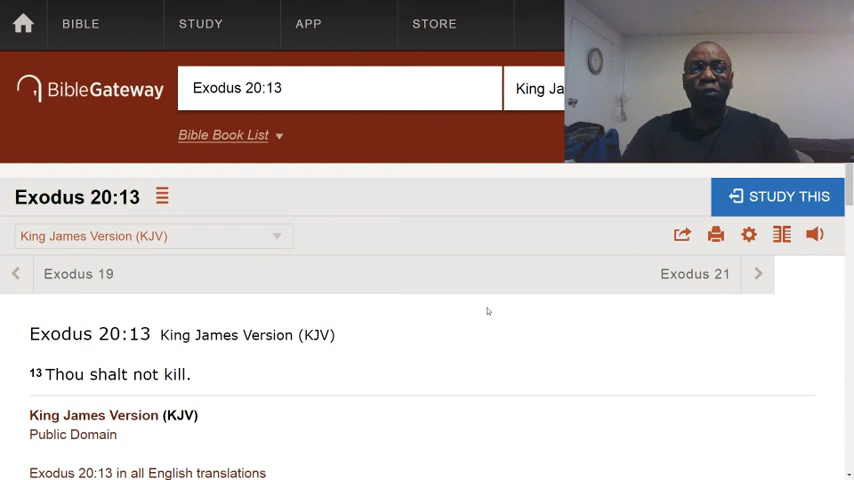 BIBLE STUDY APP STORE
BibleGateway
Exodus 20:13
King Ja
Bible Book List
Exodus 20:13
STUDY THIS
King James Version (KJV)
Exodus 19
Exodus 21
Exodus 20:13 King James Version (KJV)
13 Thou shalt not kill.
King James Version (KJV)
Public Domain
Exodus 20:13 in all English translations